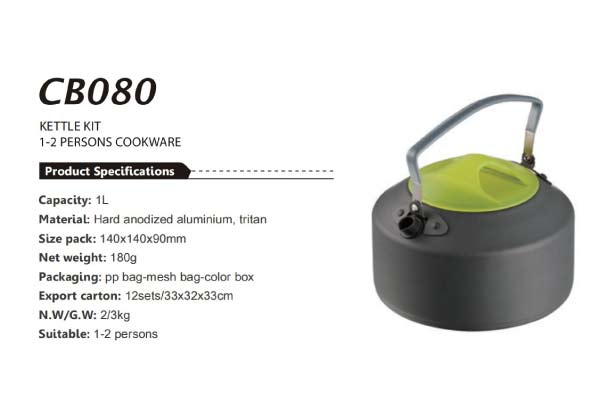 CB080
KETTLE KIT
1-2 PERSONS COOKWARE
Product Specifications
Capacity: 1L
Material: Hard anodized aluminium, tritan
Size pack: 140x140x90mm
Net weight: 180g
Packaging: pp bag-mesh bag-color box
Export carton: 12sets/33x32x33cm
N.W/G.W: 2/3kg
Suitable: 1-2 persons